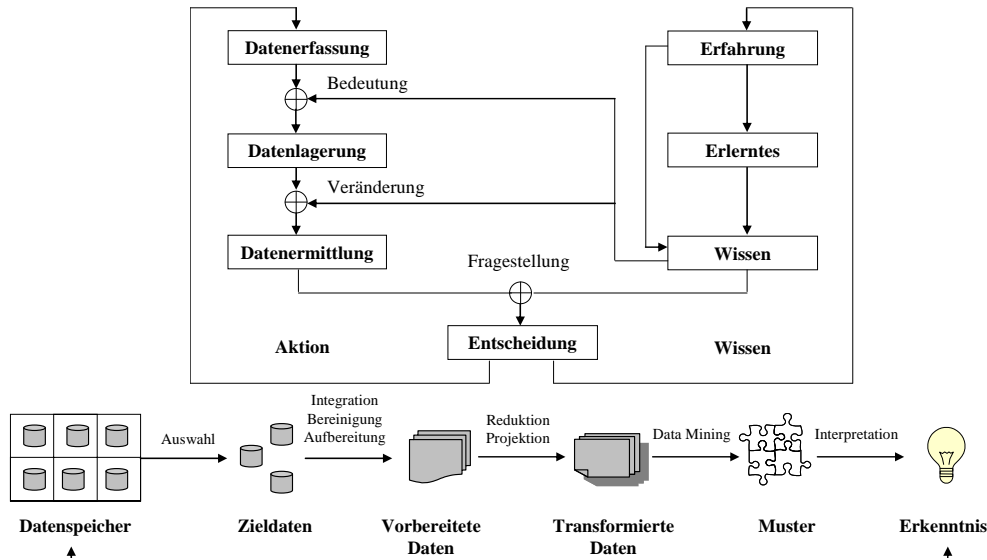 Datenerfassung
Erfahrung
Bedeutung
Datenlagerung
Erlerntes
Veränderung
Datenermittlung
Wissen
Fragestellung
Entscheidung
Aktion
Wissen
Auswahl
Integration
Bereinigung
Aufbereitung
Reduktion
Projektion
Data Mining
Interpretation
Datenspeicher
Zieldaten
Vorbereitete
Daten
Transformierte
Daten
Muster
Erkenntnis